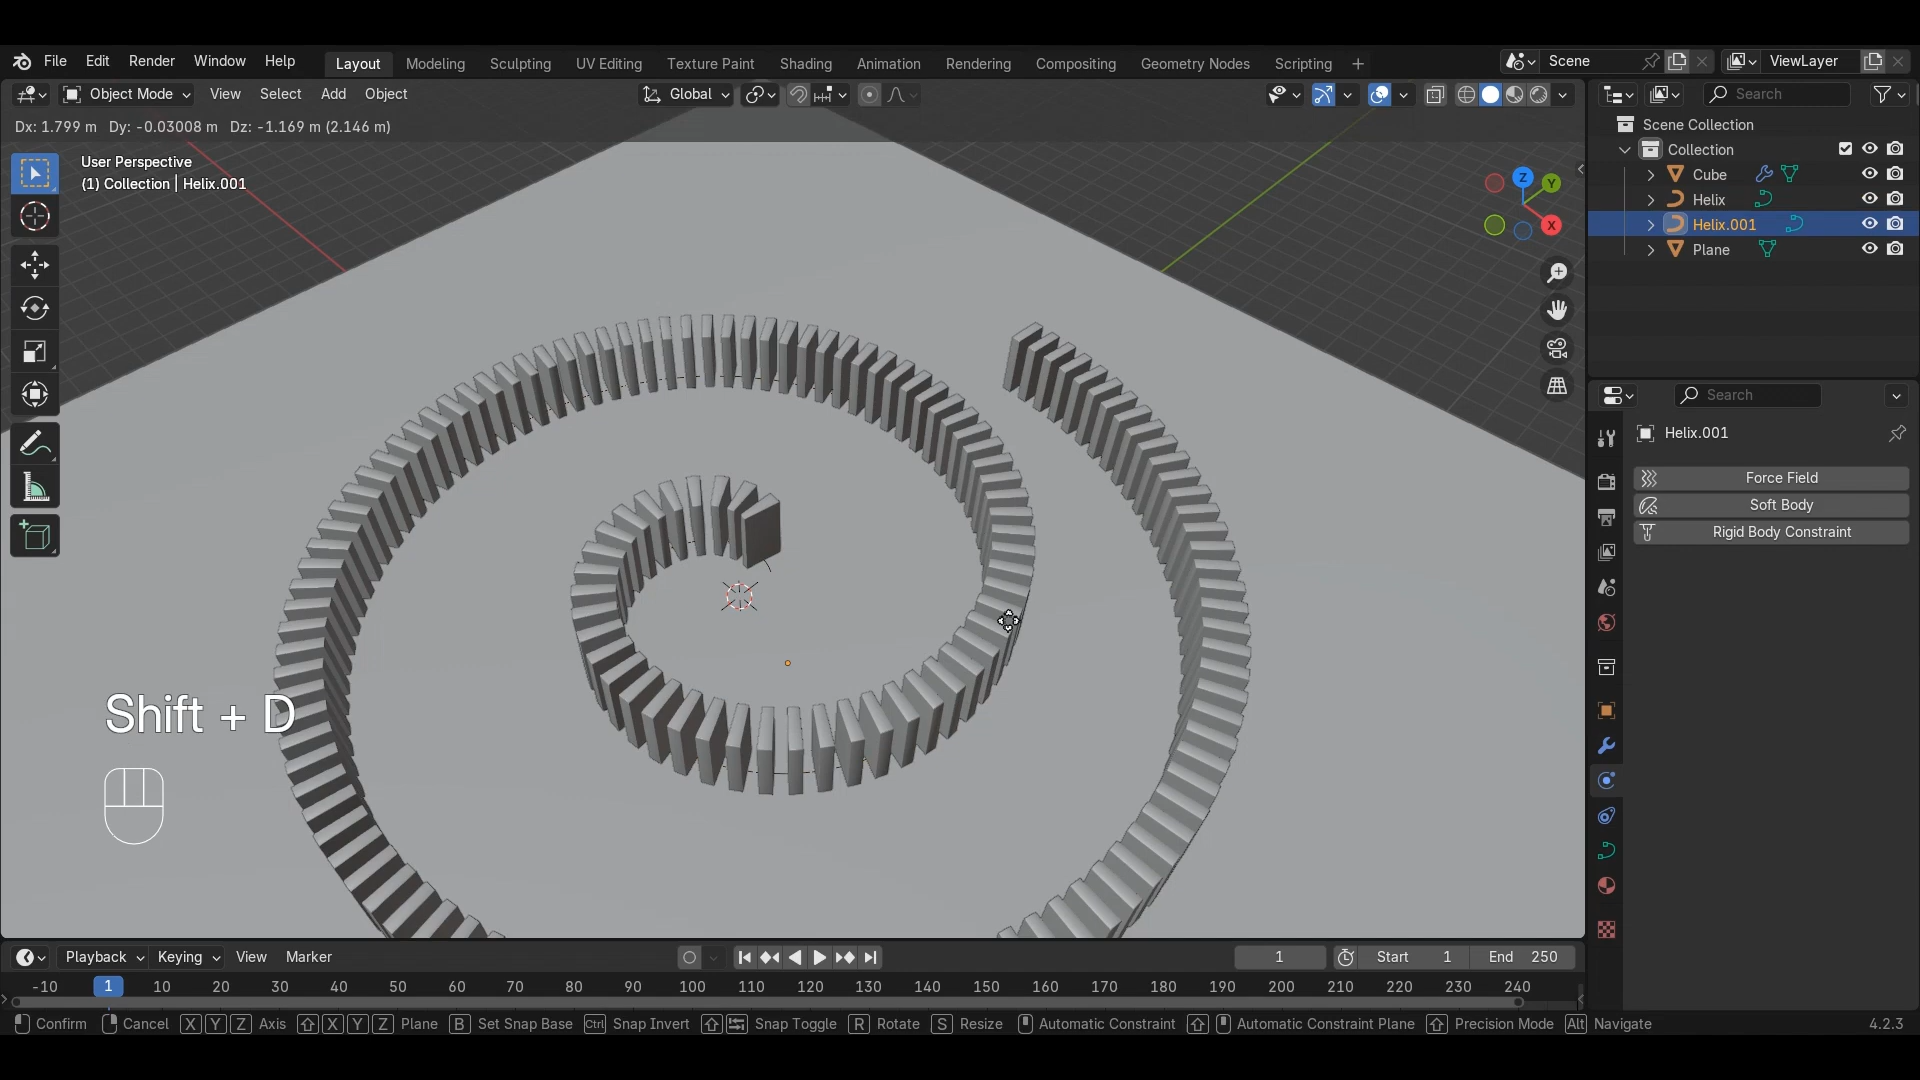 File Edit Render Window Help Layout Modeling Sculpting UV Editing Texture Paint Shading Animation Rendering Compositing Geometry Nodes Scripting + Scene ViewLayer
Object Mode View Select Add Object Global Search
Dx: 1.799 m Dy: -0.03008 m Dz: -1.169 m (2.146 m)
Scene Collection
Collection
User Perspective
(1) Collection | Helix.001
Cube
Helix
Helix.001
Plane
Z
Y
X
Search
Helix.001
Force Field
Soft Body
Rigid Body Constraint
Shift + D
Playback Keying View Marker 1 Start 1 End 250
-10 1 10 20 30 40 50 60 70 80 90 100 110 120 130 140 150 160 170 180 190 200 210 220 230 240
Confirm Cancel X Y Z Axis X Y Z Plane B Set Snap Base Ctrl Snap Invert Snap Toggle R Rotate S Resize Automatic Constraint Automatic Constraint Plane Precision Mode Alt Navigate 4.2.3